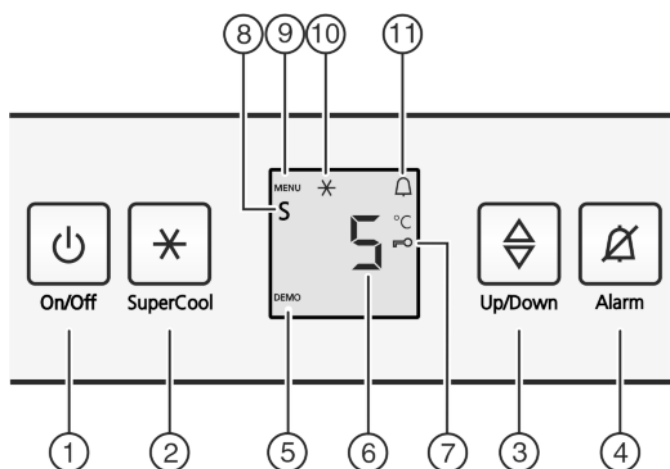 8 9 10 11
MENU
S
5 °C
DEMO
On/Off SuperCool Up/Down Alarm
1 2 5 6 7 3 4